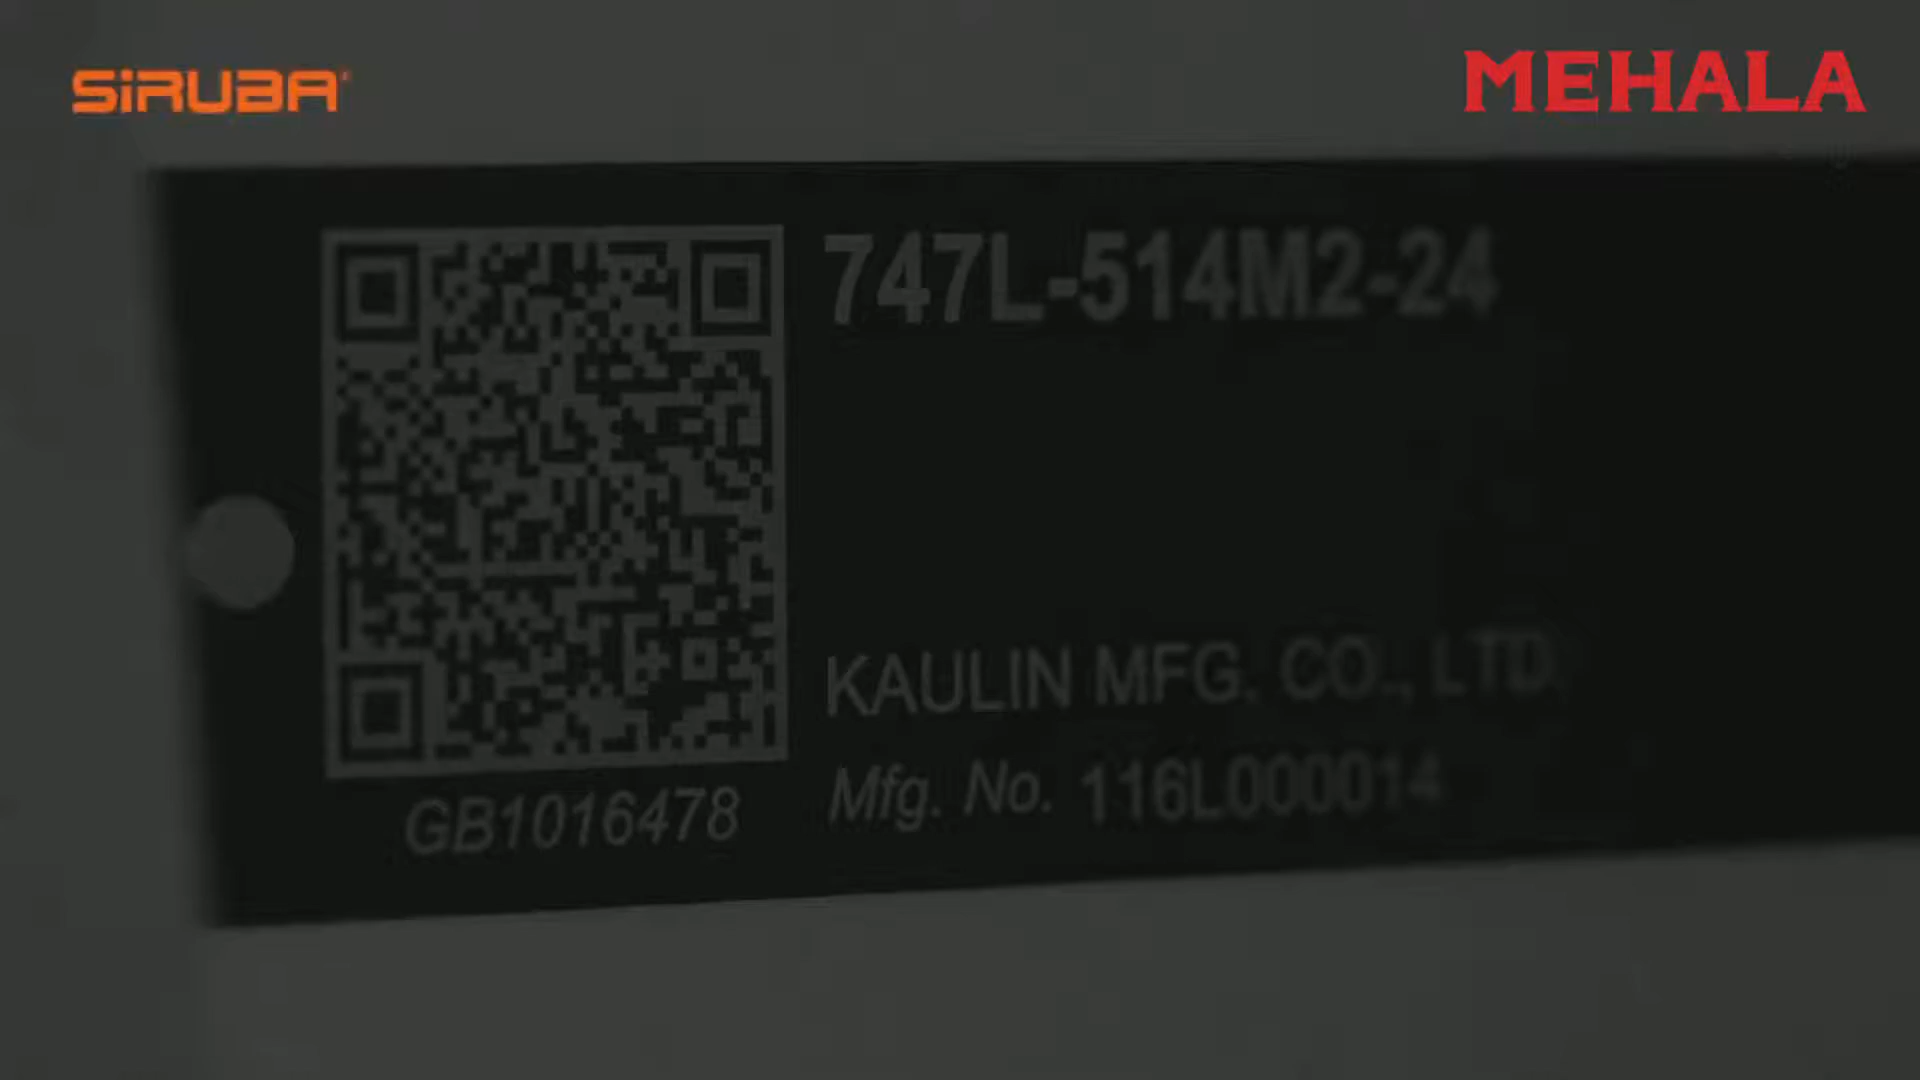 SiRUBA
MEHALA
747L-514M2-24
KAULIN MFG. CO., LTD.
Mfg. No. 116L000014
GB1016478